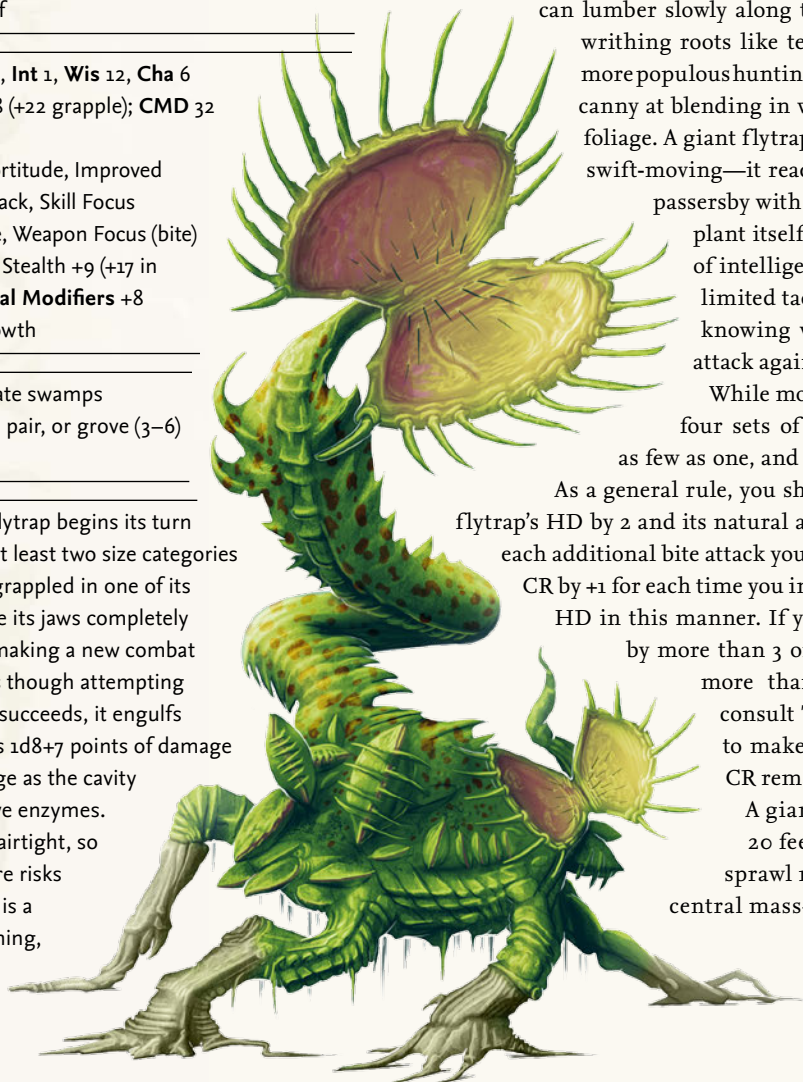 f
, Int 1, Wis 12, Cha 6
(+22 grapple); CMD 32
rtitude, Improved
ack, Skill Focus
, Weapon Focus (bite)
Stealth +9 (+17 in
al Modifiers +8
wth
ate swamps
pair, or grove (3–6)
lytrap begins its turn
t least two size categories
grappled in one of its
e its jaws completely
making a new combat
s though attempting
succeeds, it engulfs
s 1d8+7 points of damage
ge as the cavity
ve enzymes.
airtight, so
re risks
is a
ning,
can lumber slowly along t
writhing roots like te
more populous huntin
canny at blending in w
foliage. A giant flytrap
swift-moving—it reac
passersby with
plant itself
of intellige
limited tac
knowing v
attack agai
While mo
four sets of
as few as one, and
As a general rule, you sh
flytrap's HD by 2 and its natural a
each additional bite attack you
CR by +1 for each time you in
HD in this manner. If y
by more than 3 o
more than
consult
to make
CR rem
A gian
20 fee
sprawl
central mass